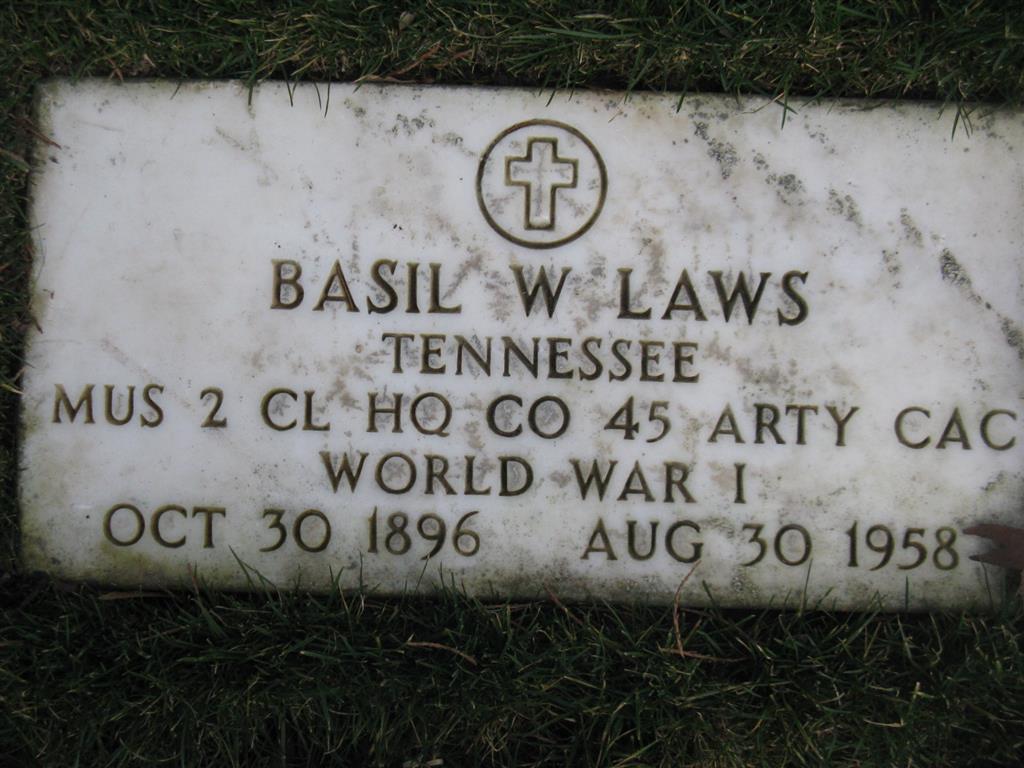 BASIL W LAWS
TENNESSEE
MUS 2 CL HQ CO 45 ARTY CAC
WORLD WAR I
OCT 30 1896 AUG 30 1958